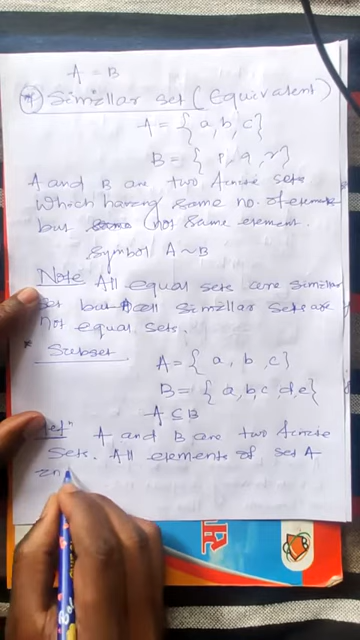 A = B
Simillar set (Equivalent)
A = { a, b, c }
B = { p, q, r }
A and B are two finite sets
which having same no. of element
but (not same element.
symbol A ~ B
Note All equal sets are similar
set but All simillar sets are
not equal sets.
* Subset
A = { a, b, c }
B = { a, b, c, d, e }
A ⊆ B
Defⁿ A and B are two finite
sets. All elements of set A
in